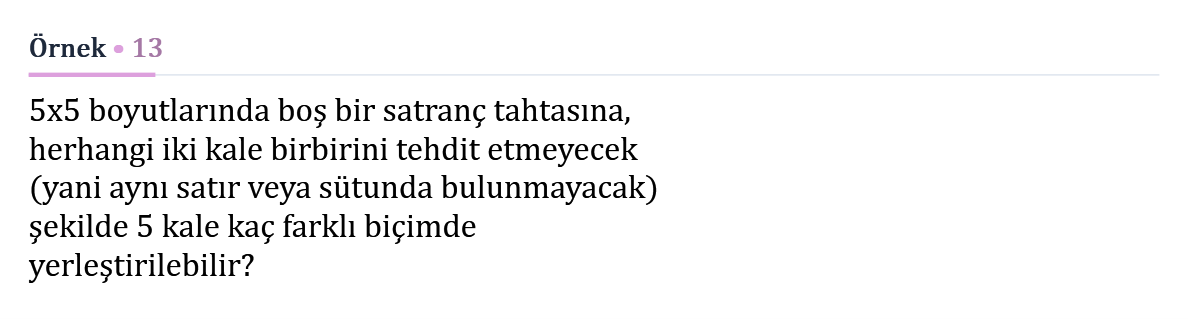 Örnek • 13
5x5 boyutlarında boş bir satranç tahtasına,
herhangi iki kale birbirini tehdit etmeyecek
(yani aynı satır veya sütunda bulunmayacak)
şekilde 5 kale kaç farklı biçimde
yerleştirilebilir?